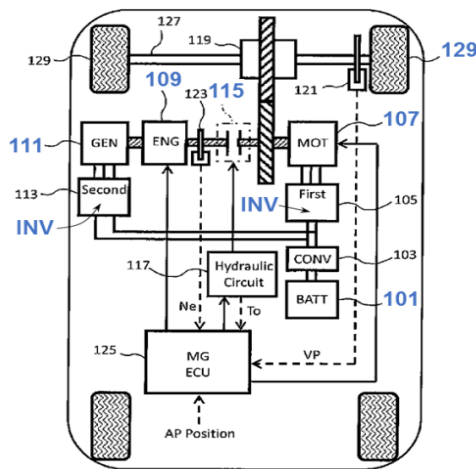 127
119
129
129
109
123
115
121
111
GEN
ENG
MOT
107
113
Second
First
INV
INV
105
117
Hydraulic
Circuit
CONV
103
BATT
101
Ne
To
125
MG
ECU
VP
AP Position